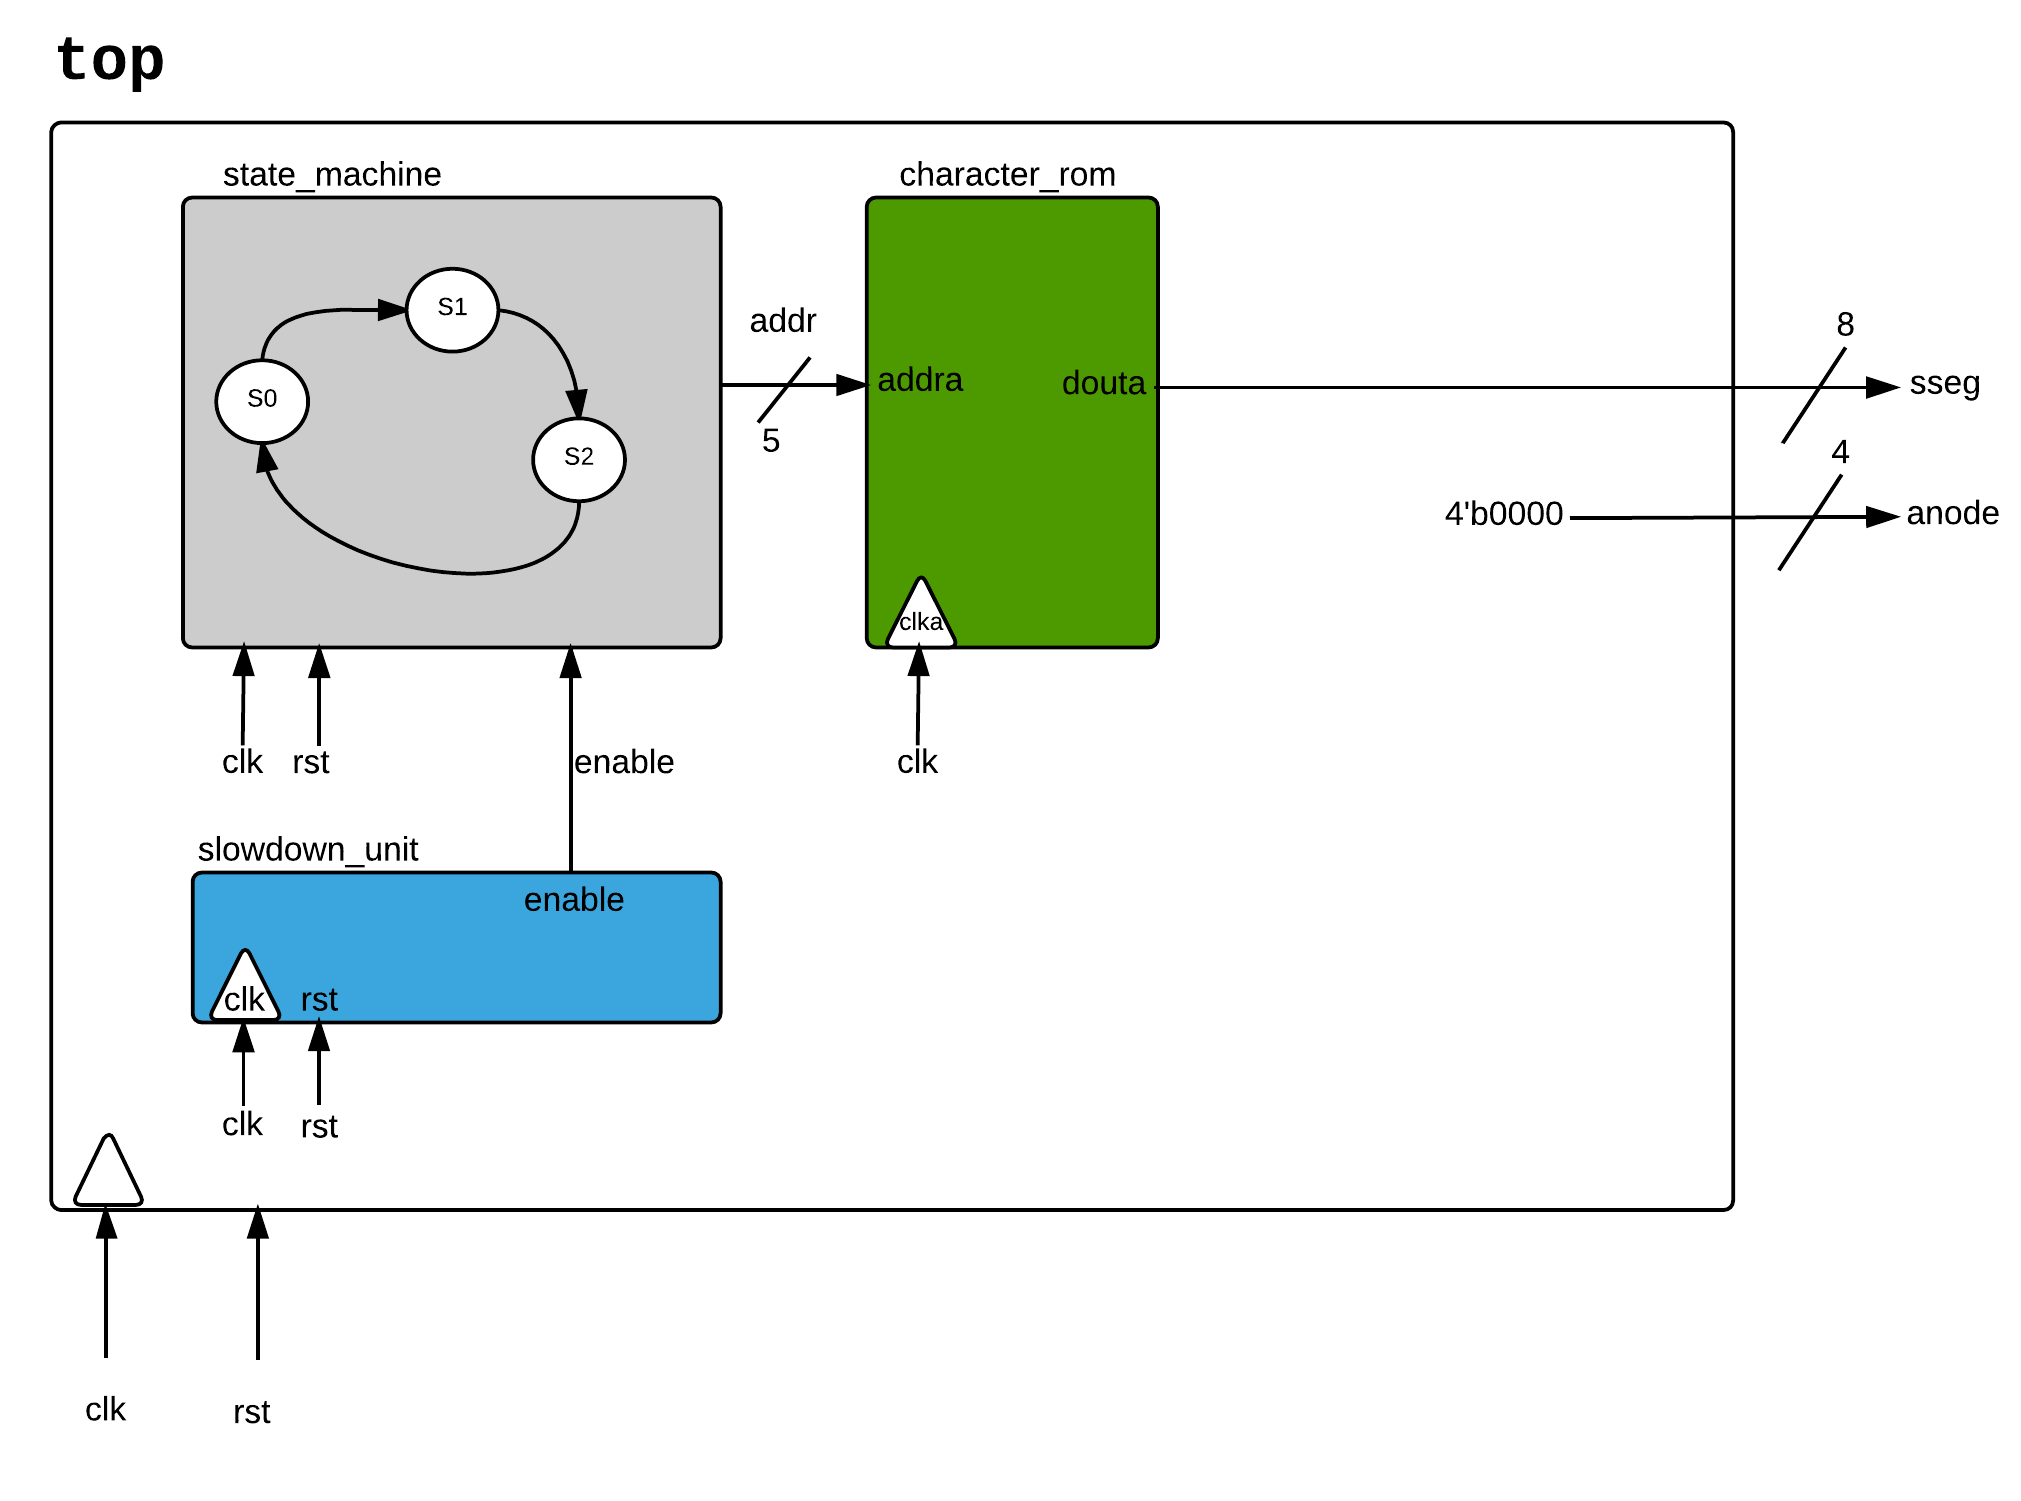 top
state_machine
character_rom
S1
S0
S2
addr
5
addra
douta
8
sseg
4
4'b0000
anode
clka
clk
rst
enable
clk
slowdown_unit
enable
clk
rst
clk
rst
clk
rst